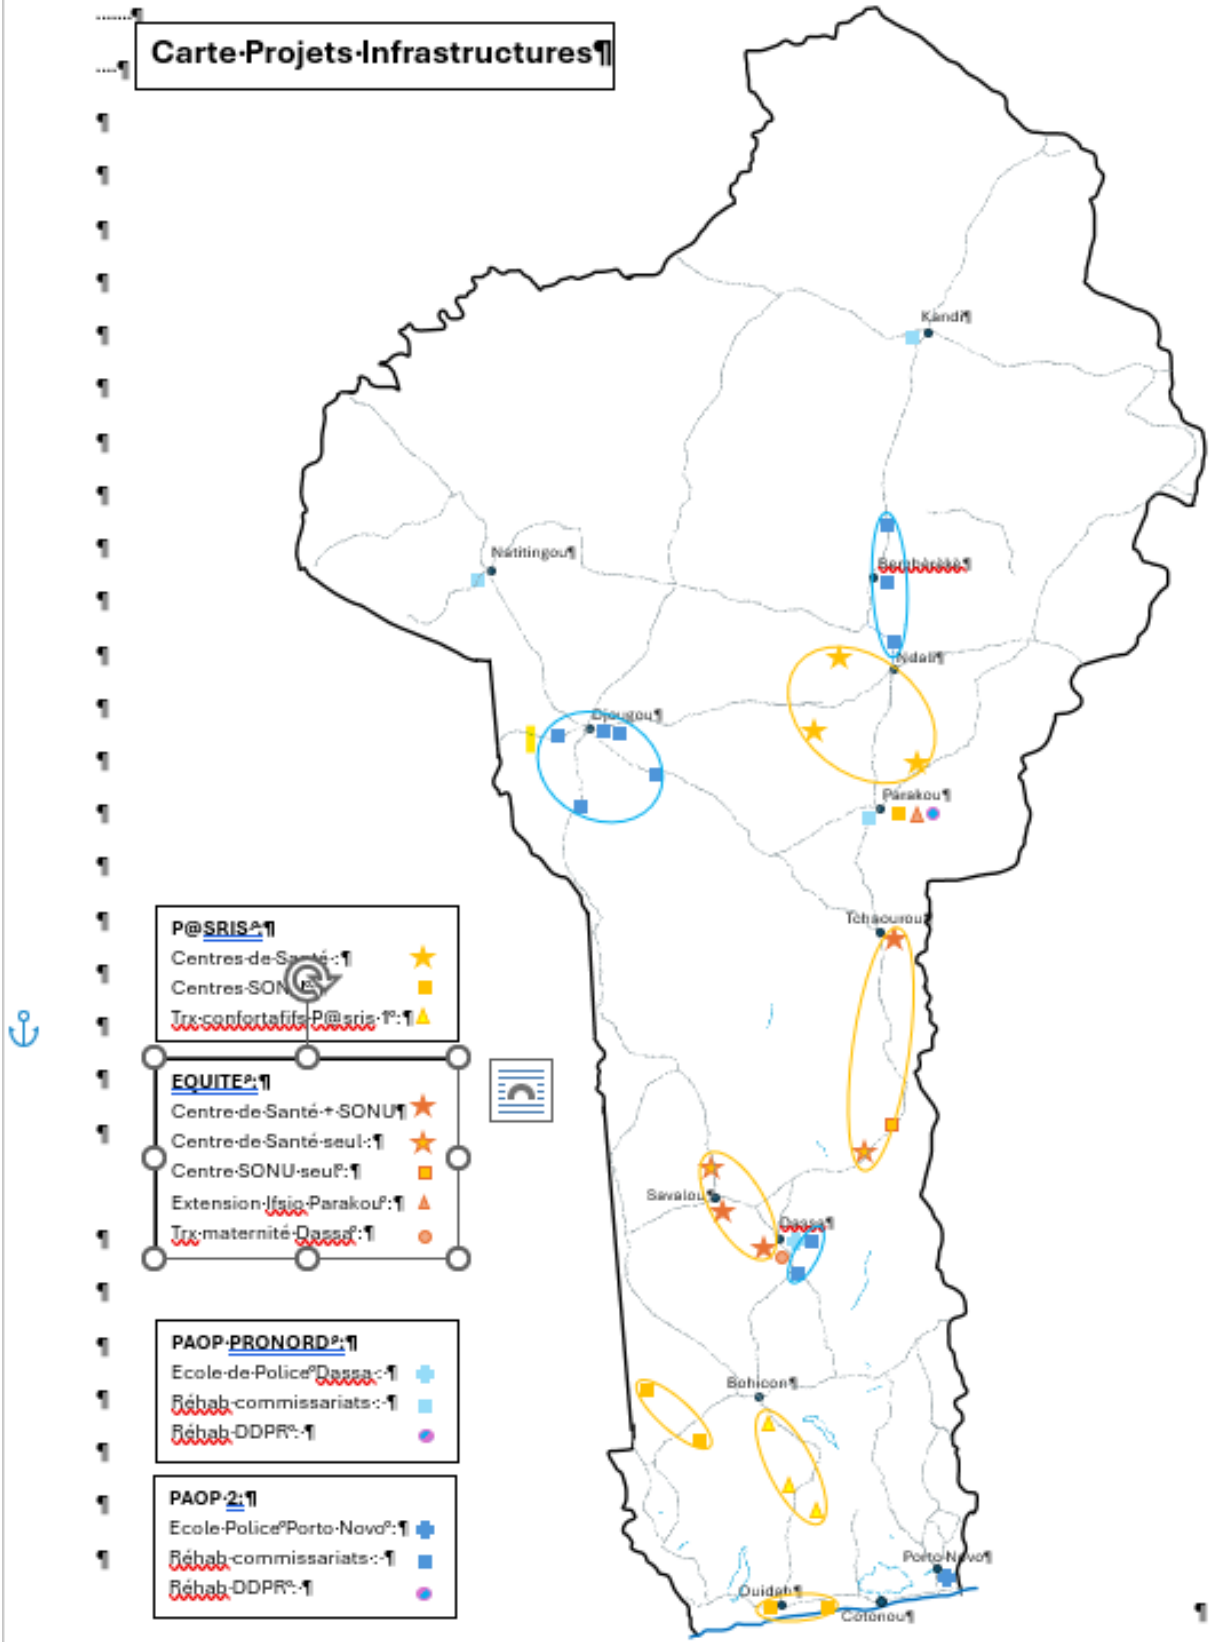 Carte Projets Infrastructures¶
Kandi¶
Natitingou¶
Bembèrèkè¶
Ndali¶
Djougou¶
Parakou¶
Tchaourou¶
P@SRIS :¶
Centres de Santé :¶
Centres SONU
Trx confortatifs P@sris 1 :¶
EQUITE :¶
Centre de Santé + SONU¶
Centre de Santé seul :¶
Centre SONU seul :¶
Extension Ifsio Parakou :¶
Trx maternité Dassa :¶
Savalou¶
Dassa¶
PAOP PRONORD :¶
Ecole de Police Dassa : ¶
Réhab commissariats : ¶
Réhab DDPR : ¶
Bohicon¶
PAOP 2 :¶
Ecole Police Porto Novo :¶
Réhab commissariats : ¶
Réhab DDPR : ¶
Porto Novo¶
Ouidah¶
Cotonou¶